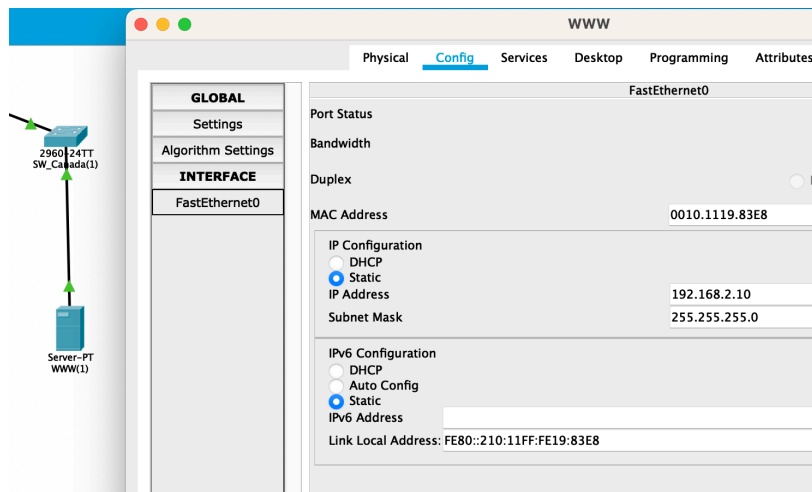 WWW
Physical Config Services Desktop Programming Attributes
GLOBAL
Settings
Algorithm Settings
INTERFACE
FastEthernet0
FastEthernet0
Port Status
Bandwidth
Duplex
MAC Address 0010.1119.83E8
IP Configuration
DHCP
Static
IP Address 192.168.2.10
Subnet Mask 255.255.255.0
IPv6 Configuration
DHCP
Auto Config
Static
IPv6 Address
Link Local Address: FE80::210:11FF:FE19:83E8
2960-24TT
SW_Canada(1)
Server-PT
WWW(1)